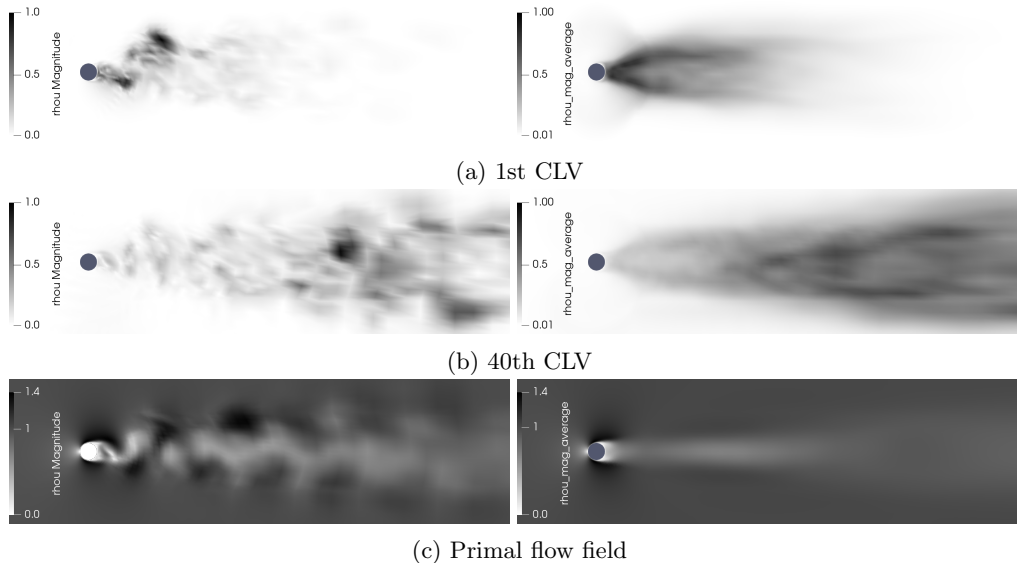 1.0
0.5
0.0
rhou Magnitude
1.00
0.5
0.01
rhou_mag_average
(a) 1st CLV
1.0
0.5
0.0
rhou Magnitude
1.00
0.5
0.01
rhou_mag_average
(b) 40th CLV
1.4
1
0.0
rhou Magnitude
1.4
1
0.0
rhou_mag_average
(c) Primal flow field